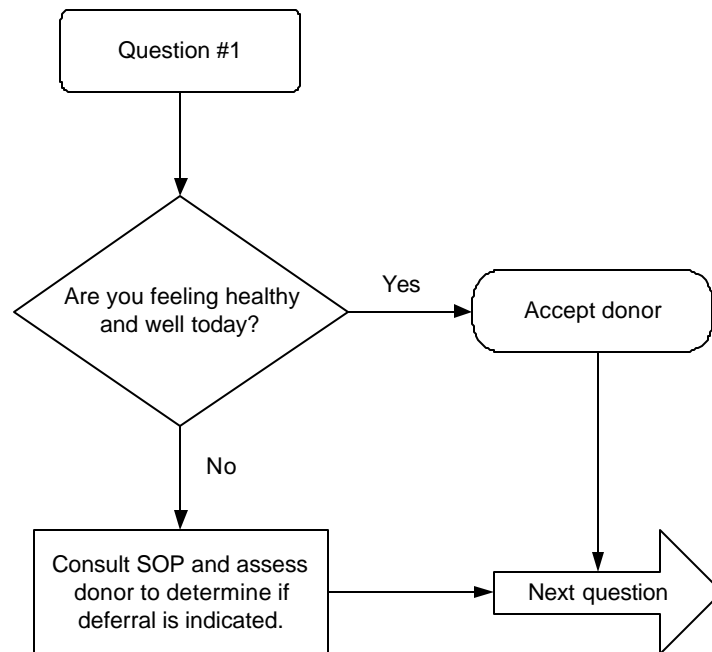 Question #1
Are you feeling healthy
and well today?
Yes
Accept donor
No
Consult SOP and assess
donor to determine if
deferral is indicated.
Next question